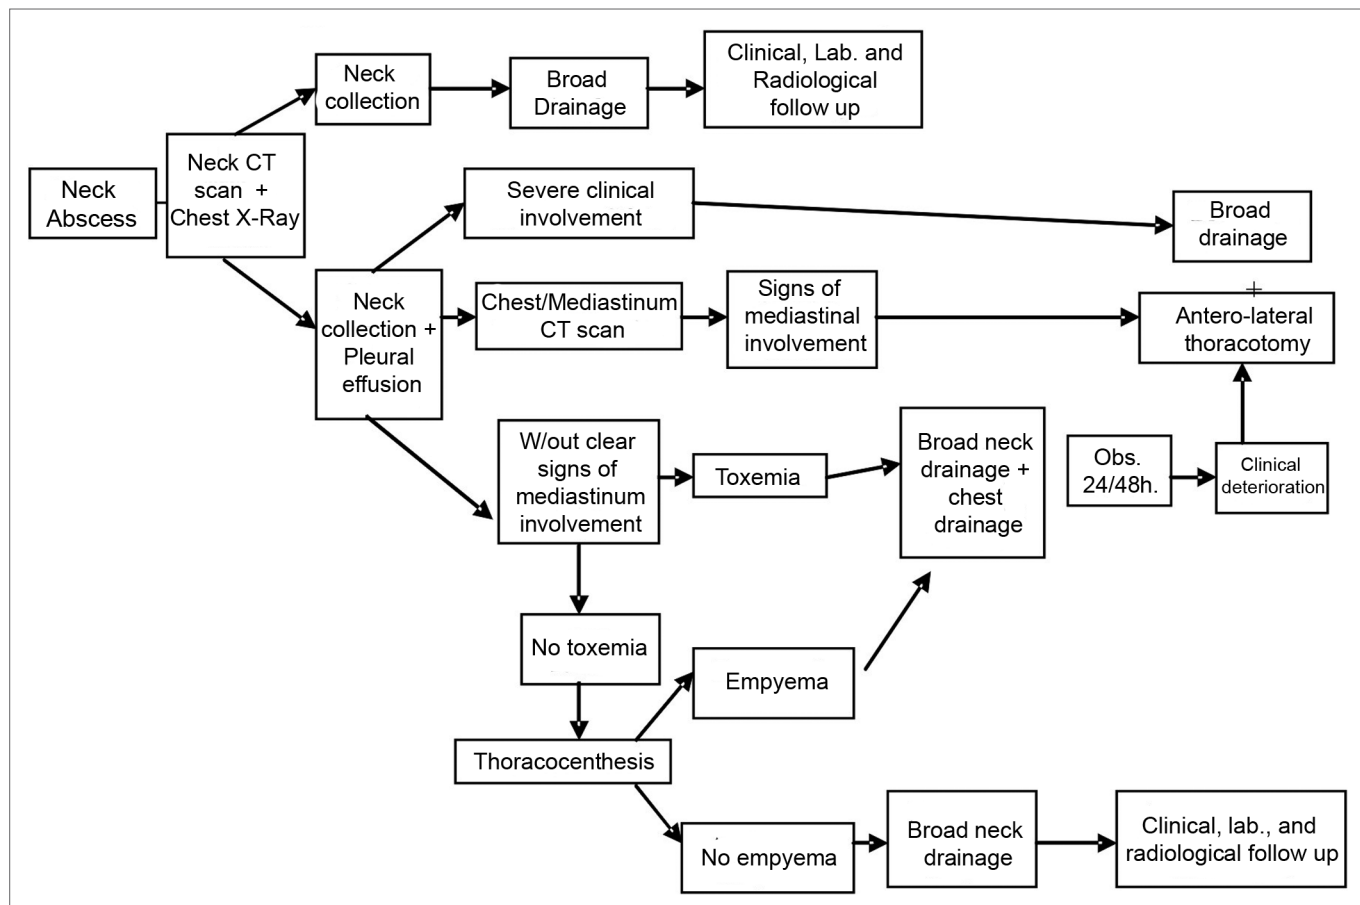 Neck
Abscess
Neck CT
scan +
Chest X-Ray
Neck
collection
Broad
Drainage
Clinical, Lab. and
Radiological
follow up
Neck
collection +
Pleural
effusion
Severe clinical
involvement
Broad
drainage
+
Antero-lateral
thoracotomy
Chest/Mediastinum
CT scan
Signs of
mediastinal
involvement
W/out clear
signs of
mediastinum
involvement
Toxemia
Broad neck
drainage +
chest
drainage
Obs.
24/48h.
Clinical
deterioration
No toxemia
Thoracocenthesis
Empyema
No empyema
Broad neck
drainage
Clinical, lab., and
radiological follow up